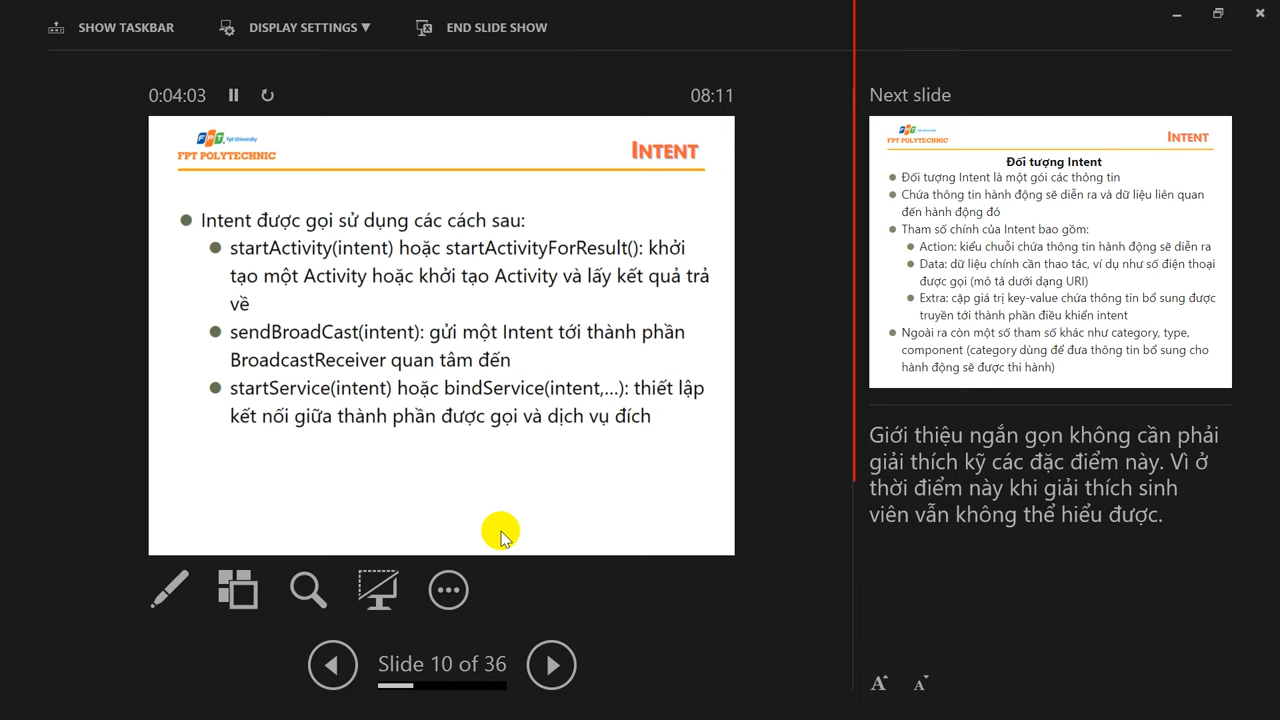 SHOW TASKBAR
DISPLAY SETTINGS ▼
END SLIDE SHOW
0:04:03
08:11
FPT Fpt University
FPT POLYTECHNIC
INTENT
Intent được gọi sử dụng các cách sau:
startActivity(intent) hoặc startActivityForResult(): khởi
tạo một Activity hoặc khởi tạo Activity và lấy kết quả trả
về
sendBroadCast(intent): gửi một Intent tới thành phần
BroadcastReceiver quan tâm đến
startService(intent) hoặc bindService(intent,...): thiết lập
kết nối giữa thành phần được gọi và dịch vụ đích
Slide 10 of 36
Next slide
FPT Fpt University
FPT POLYTECHNIC
INTENT
Đối tượng Intent
Đối tượng Intent là một gói các thông tin
Chứa thông tin hành động sẽ diễn ra và dữ liệu liên quan
đến hành động đó
Tham số chính của Intent bao gồm:
Action: kiểu chuỗi chứa thông tin hành động sẽ diễn ra
Data: dữ liệu chính cần thao tác, ví dụ như số điện thoại
được gọi (mô tả dưới dạng URI)
Extra: cặp giá trị key-value chứa thông tin bổ sung được
truyền tới thành phần điều khiển intent
Ngoài ra còn một số tham số khác như category, type,
component (category dùng để đưa thông tin bổ sung cho
hành động sẽ được thi hành)
Giới thiệu ngắn gọn không cần phải
giải thích kỹ các đặc điểm này. Vì ở
thời điểm này khi giải thích sinh
viên vẫn không thể hiểu được.
A A